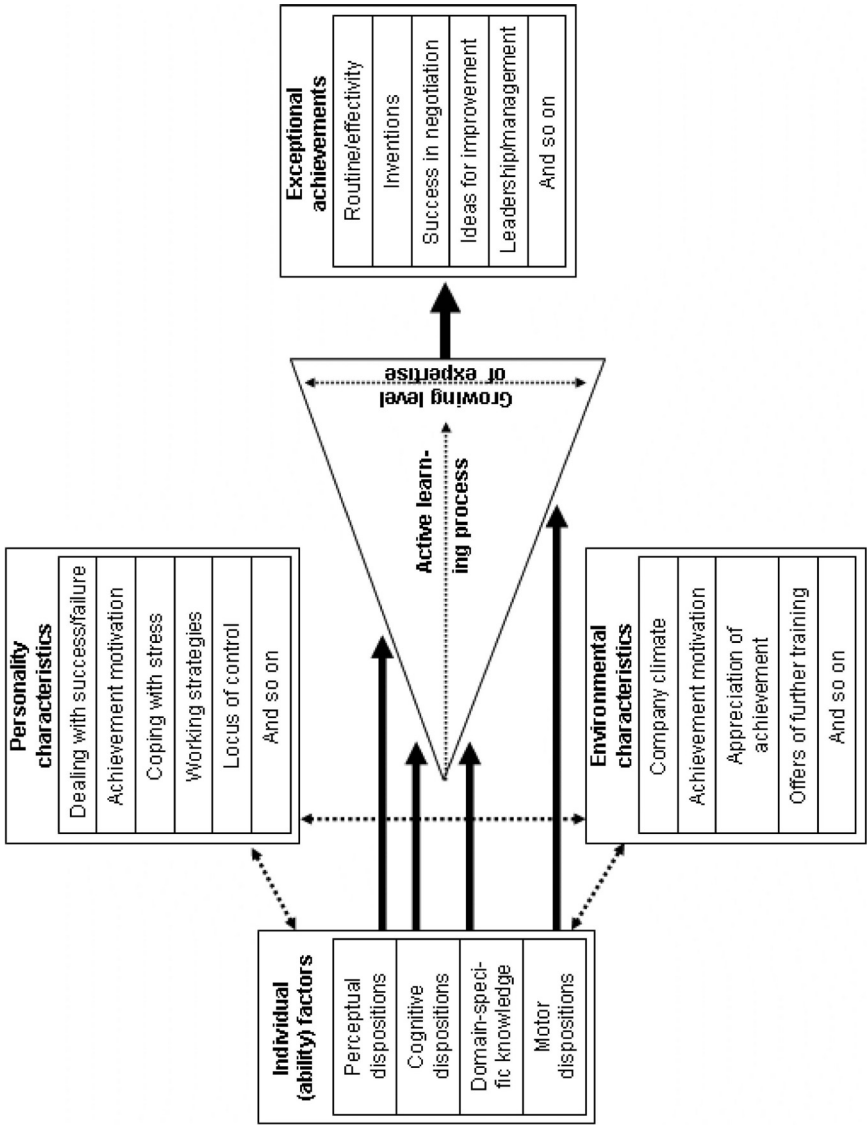 Personality
characteristics
Dealing with success/failure
Achievement motivation
Coping with stress
Working strategies
Locus of control
And so on
Individual
(ability) factors
Perceptual
dispositions
Cognitive
dispositions
Domain-speci-
fic knowledge
Motor
dispositions
Active learn-
ing process
Growing level
of expertise
Exceptional
achievements
Routine/effectivity
Inventions
Success in negotiation
Ideas for improvement
Leadership/management
And so on
Environmental
characteristics
Company climate
Achievement motivation
Appreciation of
achievement
Offers of further training
And so on